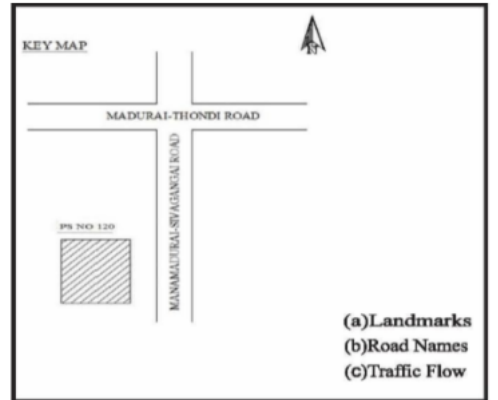 KEY MAP
MADURAI-THONDI ROAD
MANAMADURAI-SIVAGANGAI ROAD
PS NO 120
(a)Landmarks
(b)Road Names
(c)Traffic Flow